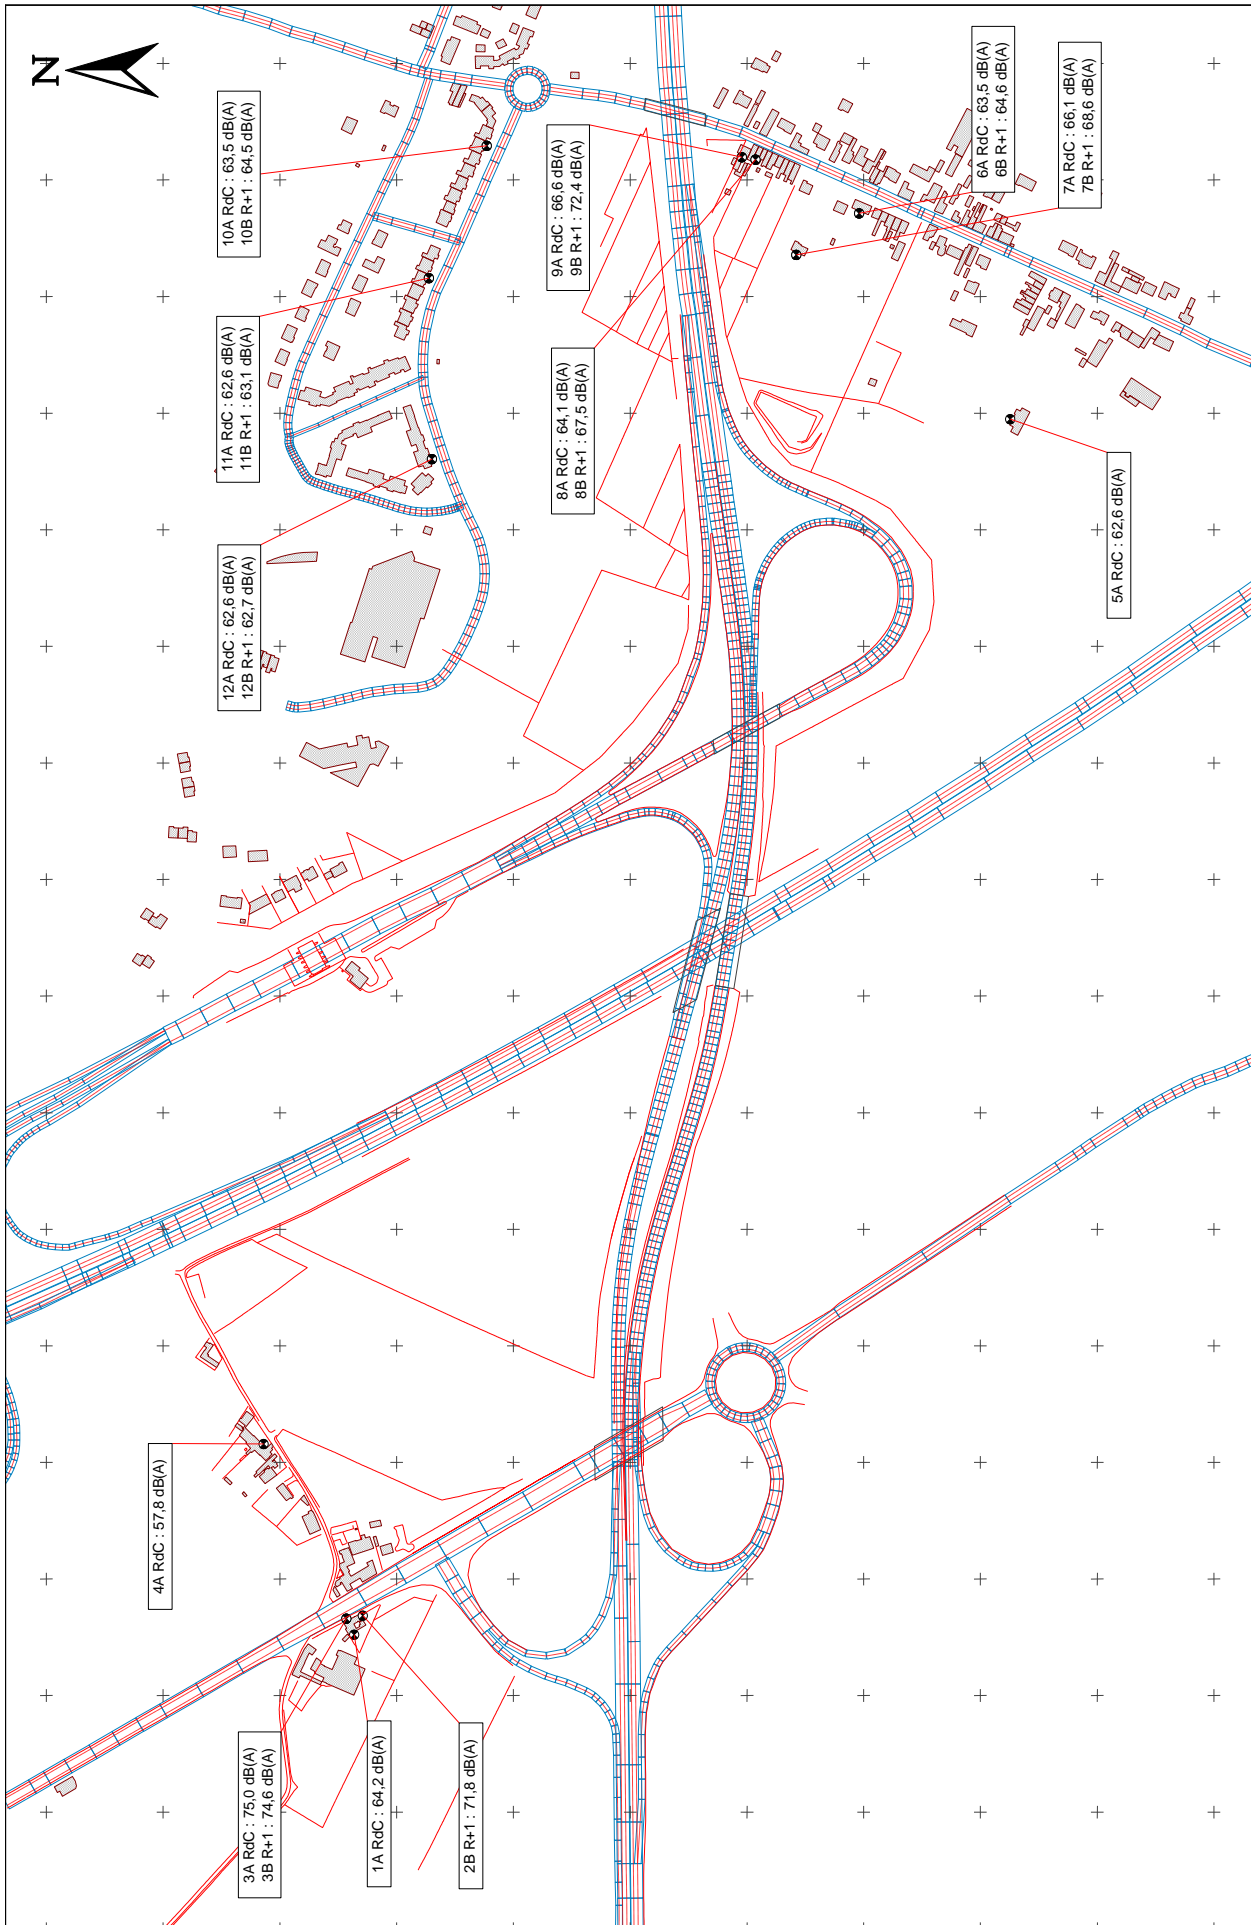 N
10A RdC : 63,5 dB(A)
10B R+1 : 64,5 dB(A)
11A RdC : 62,6 dB(A)
11B R+1 : 63,1 dB(A)
12A RdC : 62,6 dB(A)
12B R+1 : 62,7 dB(A)
9A RdC : 66,6 dB(A)
9B R+1 : 72,4 dB(A)
8A RdC : 64,1 dB(A)
8B R+1 : 67,5 dB(A)
6A RdC : 63,5 dB(A)
6B R+1 : 64,6 dB(A)
7A RdC : 66,1 dB(A)
7B R+1 : 68,6 dB(A)
5A RdC : 62,6 dB(A)
4A RdC : 57,8 dB(A)
3A RdC : 75,0 dB(A)
3B R+1 : 74,6 dB(A)
1A RdC : 64,2 dB(A)
2B R+1 : 71,8 dB(A)